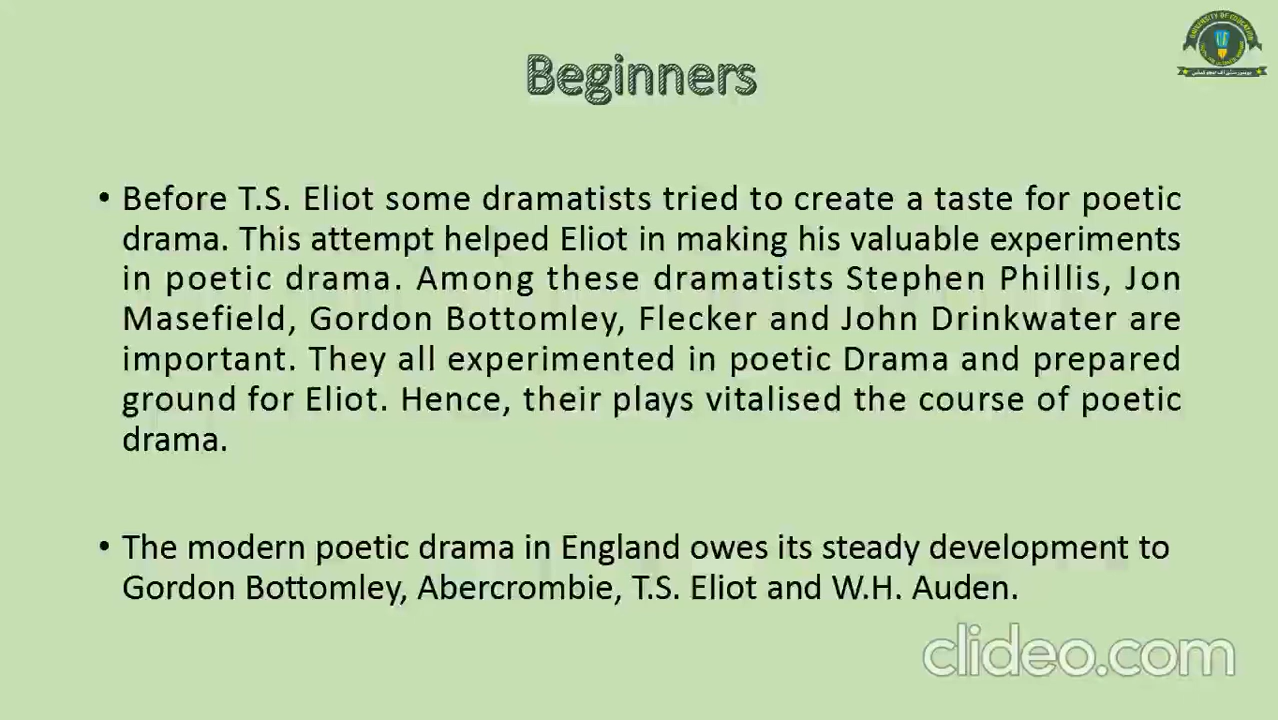 UNIVERSITY OF EDUCATION
Beginners
• Before T.S. Eliot some dramatists tried to create a taste for poetic
drama. This attempt helped Eliot in making his valuable experiments
in poetic drama. Among these dramatists Stephen Phillis, Jon
Masefield, Gordon Bottomley, Flecker and John Drinkwater are
important. They all experimented in poetic Drama and prepared
ground for Eliot. Hence, their plays vitalised the course of poetic
drama.
• The modern poetic drama in England owes its steady development to
Gordon Bottomley, Abercrombie, T.S. Eliot and W.H. Auden.
clideo.com